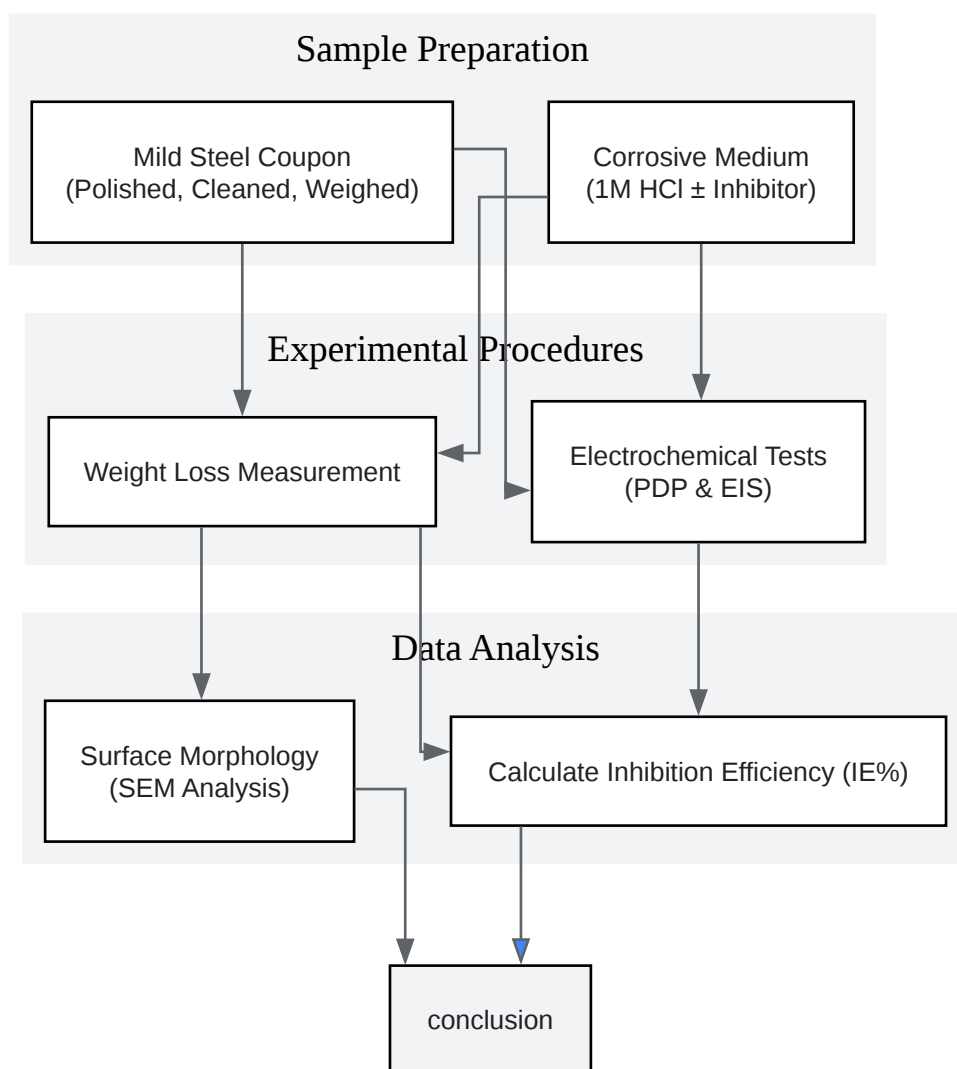 Sample Preparation
Mild Steel Coupon
(Polished, Cleaned, Weighed)
Corrosive Medium
(1M HCl ± Inhibitor)
Experimental Procedures
Weight Loss Measurement
Electrochemical Tests
(PDP & EIS)
Data Analysis
Surface Morphology
(SEM Analysis)
Calculate Inhibition Efficiency (IE%)
conclusion